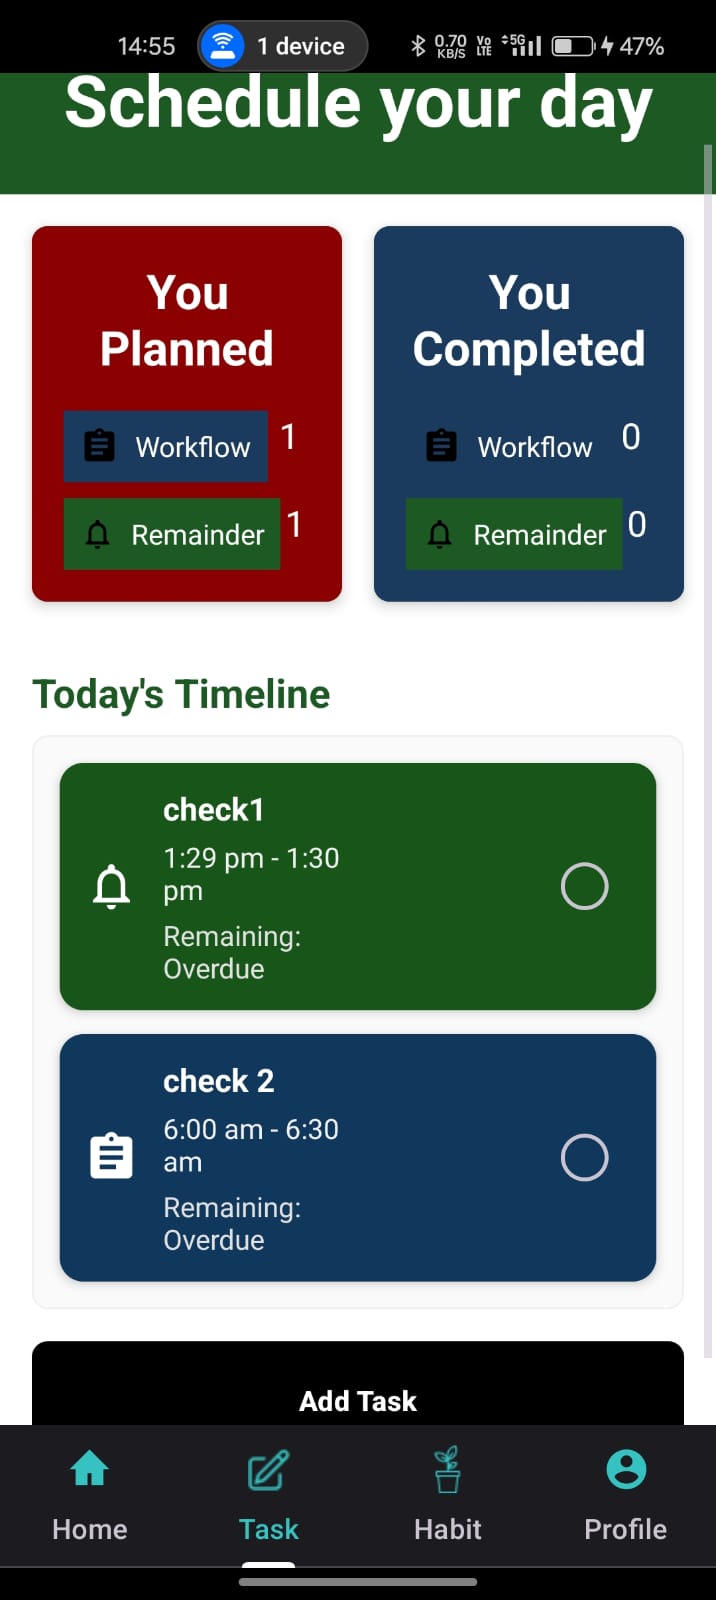 14:55
1 device
0.70
KB/S
Vo
LTE
5G
47%
Schedule your day
You
Planned
Workflow 1
Remainder 1
You
Completed
Workflow 0
Remainder 0
Today's Timeline
check1
1:29 pm - 1:30
pm
Remaining:
Overdue
check 2
6:00 am - 6:30
am
Remaining:
Overdue
Add Task
Home
Task
Habit
Profile